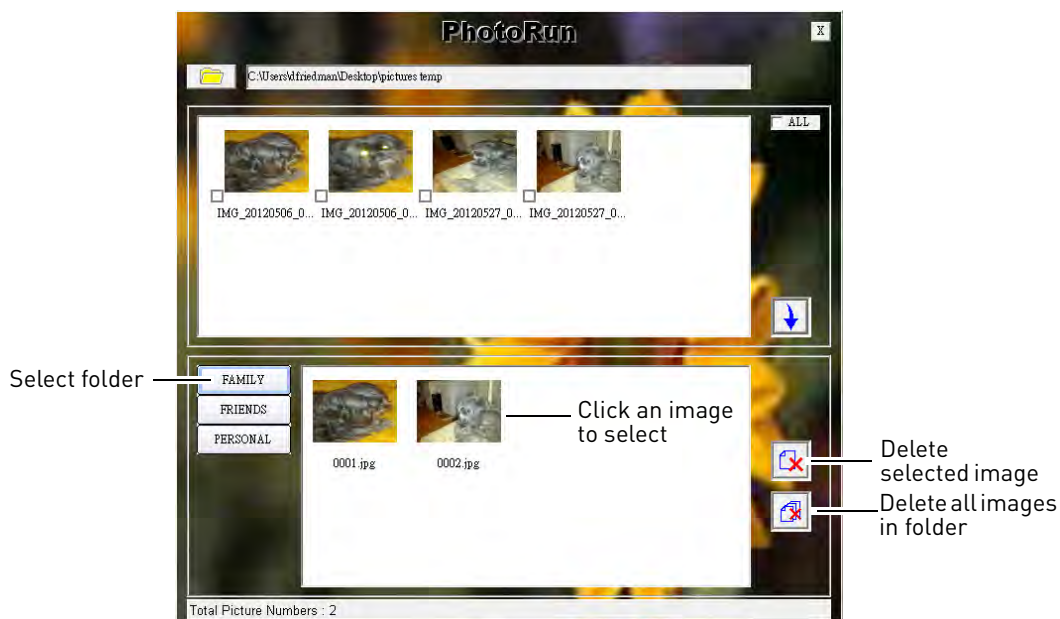 PhotoRun
X
C:\Users\dfriedman\Desktop\pictures temp
ALL
IMG_20120506_0... IMG_20120506_0... IMG_20120527_0... IMG_20120527_0...
Select folder
FAMILY
FRIENDS
PERSONAL
Click an image
to select
0001.jpg 0002.jpg
Delete
selected image
Delete all images
in folder
Total Picture Numbers : 2